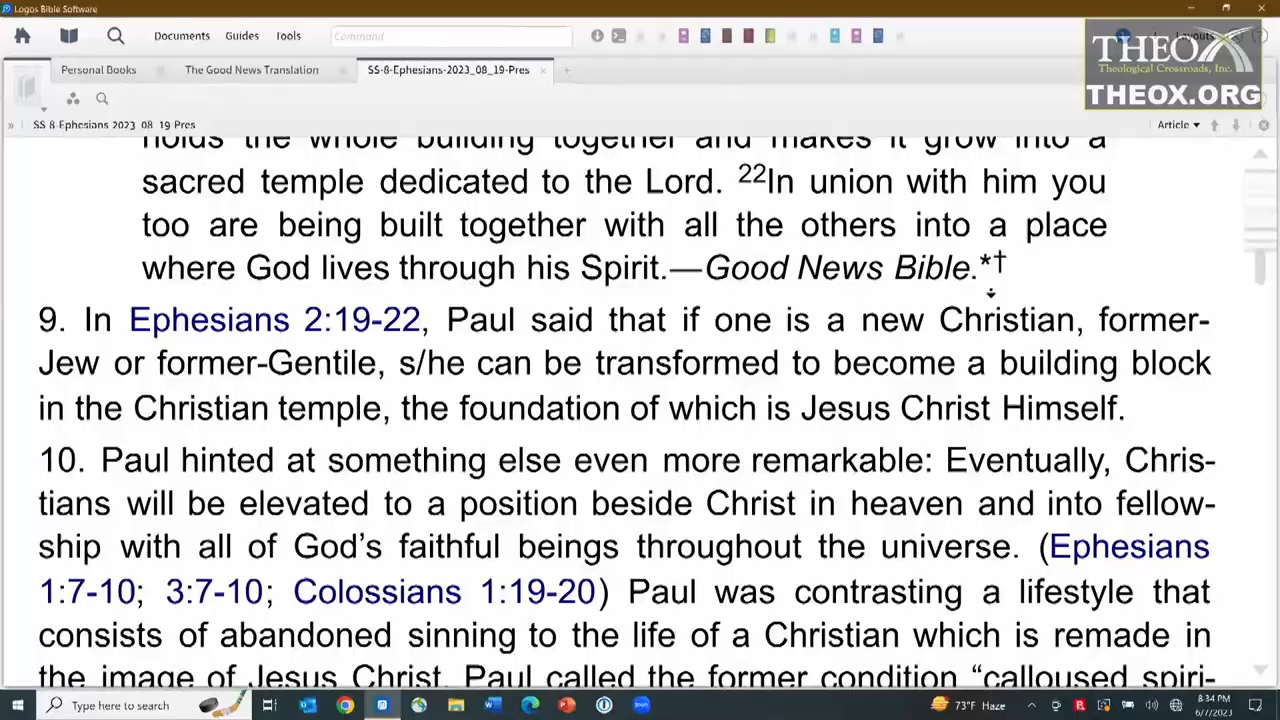 Logos Bible Software
Documents Guides Tools Command Layouts
THEOX
Theological Crossroads, Inc.
THEOX.ORG
Personal Books The Good News Translation SS-8-Ephesians-2023_08_19-Pres
SS-8-Ephesians-2023_08_19-Pres Article
holds the whole building together and makes it grow into a
sacred temple dedicated to the Lord. 22In union with him you
too are being built together with all the others into a place
where God lives through his Spirit.—Good News Bible.*†
9. In Ephesians 2:19-22, Paul said that if one is a new Christian, former-
Jew or former-Gentile, s/he can be transformed to become a building block
in the Christian temple, the foundation of which is Jesus Christ Himself.
10. Paul hinted at something else even more remarkable: Eventually, Chris-
tians will be elevated to a position beside Christ in heaven and into fellow-
ship with all of God's faithful beings throughout the universe. (Ephesians
1:7-10; 3:7-10; Colossians 1:19-20) Paul was contrasting a lifestyle that
consists of abandoned sinning to the life of a Christian which is remade in
the image of Jesus Christ. Paul called the former condition “calloused spiri-
Type here to search 73°F Haze 8:34 PM
6/7/2023